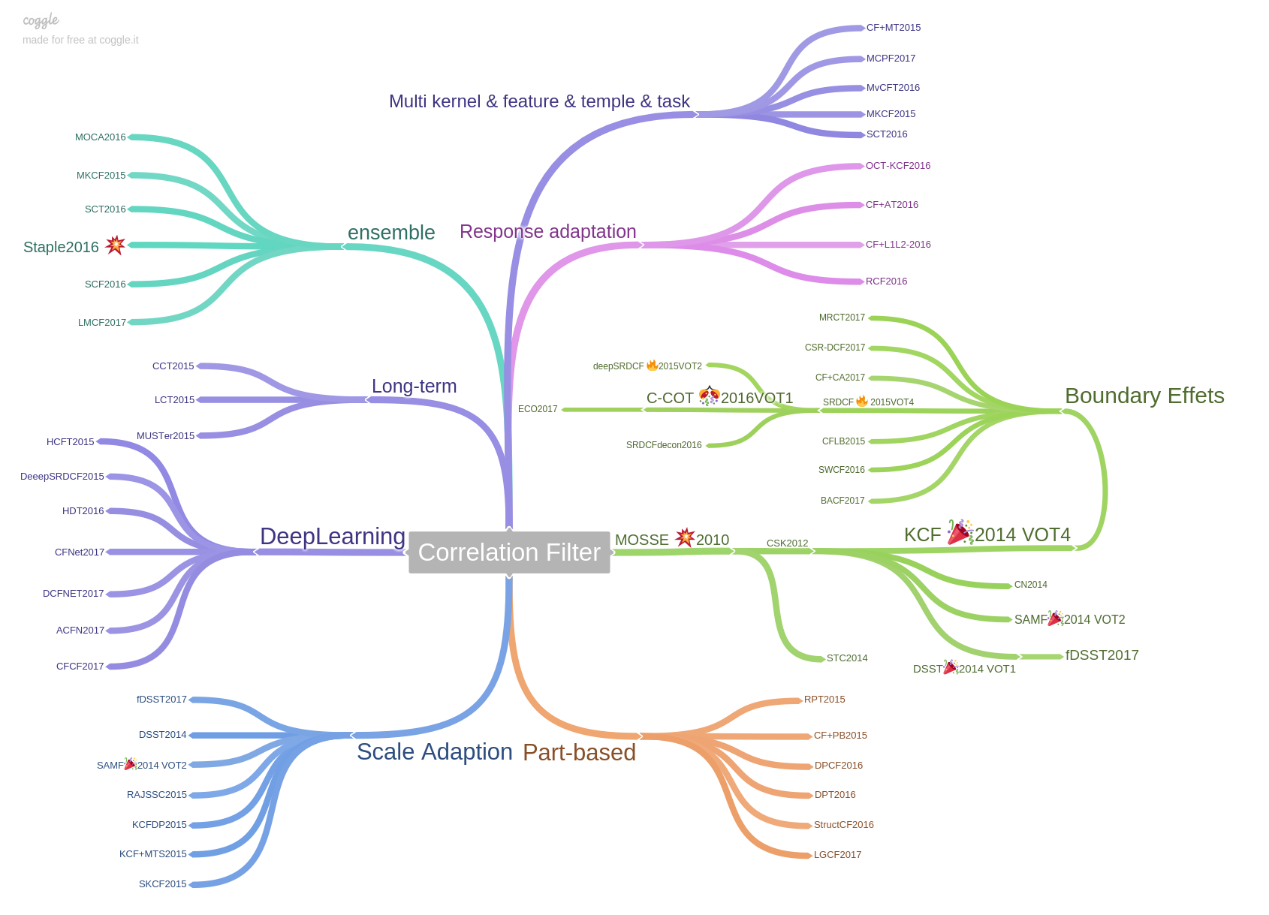 coggle
made for free at coggle.it
Correlation Filter
Multi kernel & feature & temple & task
CF+MT2015
MCPF2017
MvCFT2016
MKCF2015
SCT2016
Response adaptation
OCT-KCF2016
CF+AT2016
CF+L1L2-2016
RCF2016
ensemble
MOCA2016
MKCF2015
SCT2016
Staple2016 💥
SCF2016
LMCF2017
Long-term
CCT2015
LCT2015
MUSTer2015
DeepLearning
HCFT2015
DeeepSRDCF2015
HDT2016
CFNet2017
DCFNET2017
ACFN2017
CFCF2017
Scale Adaption
fDSST2017
DSST2014
SAMF🎉2014 VOT2
RAJSSC2015
KCFDP2015
KCF+MTS2015
SKCF2015
Part-based
RPT2015
CF+PB2015
DPCF2016
DPT2016
StructCF2016
LGCF2017
MOSSE 💥2010
CSK2012
STC2014
KCF 🎉2014 VOT4
CN2014
SAMF🎉2014 VOT2
DSST🎉2014 VOT1
fDSST2017
Boundary Effets
MRCT2017
CSR-DCF2017
CF+CA2017
SRDCF🔥2015VOT4
CFLB2015
SWCF2016
BACF2017
deepSRDCF🔥2015VOT2
C-COT 🎊2016VOT1
ECO2017
SRDCFdecon2016